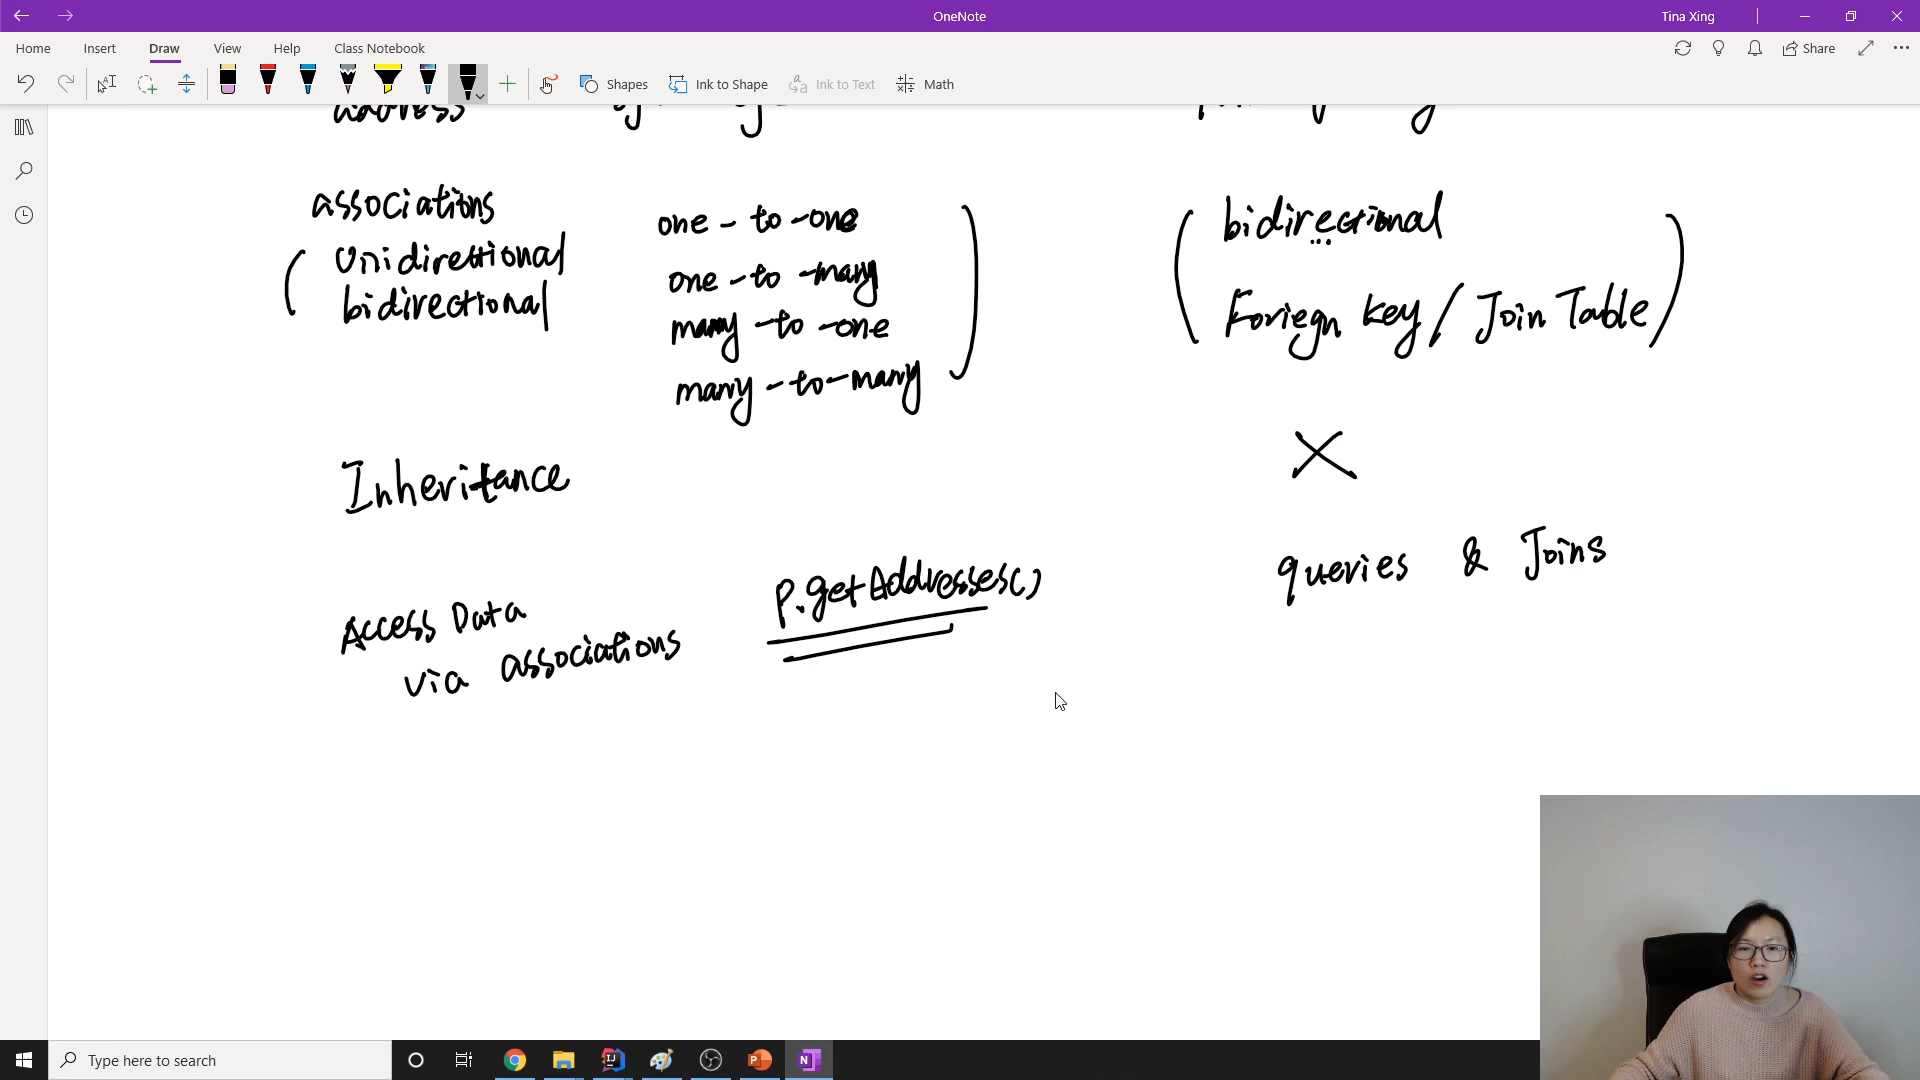 OneNote
Tina Xing
Home Insert Draw View Help Class Notebook
Share
Shapes
Ink to Shape
Ink to Text
Math
address
associations
Unidirectional
bidirectional
one - to - one
one - to - many
many - to - one
many - to - many
bidirectional
...
Foriegn Key / Join Table
Inheritance
X
Access Data
via associations
p.getAddresses()
queries & Joins
Type here to search